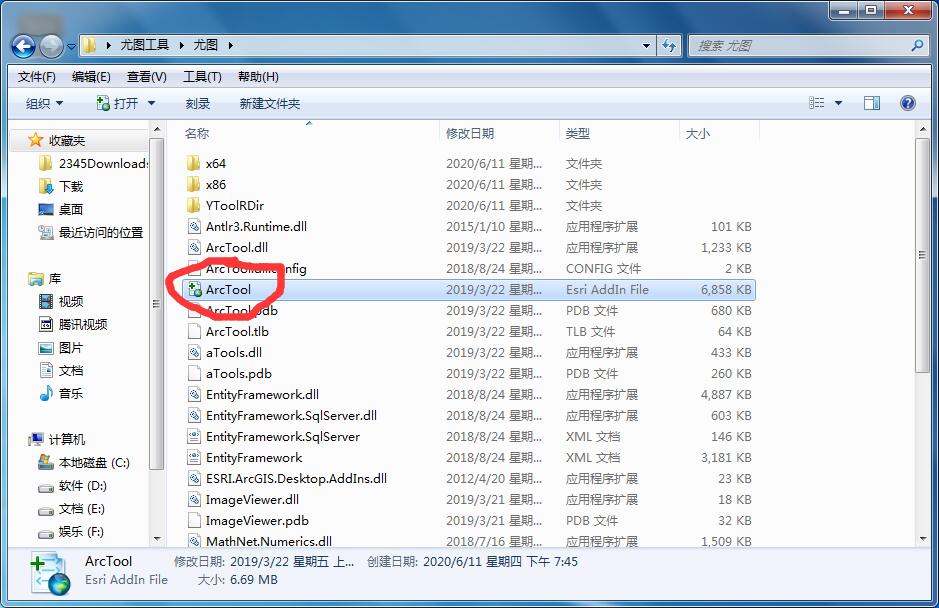 尤图工具 尤图
搜索 尤图
文件(F) 编辑(E) 查看(V) 工具(T) 帮助(H)
组织 打开 刻录 新建文件夹
收藏夹
2345Downloads
下载
桌面
最近访问的位置
库
视频
腾讯视频
图片
文档
音乐
计算机
本地磁盘 (C:)
软件 (D:)
文档 (E:)
娱乐 (F:)
名称 修改日期 类型 大小
x64 2020/6/11 星期... 文件夹
x86 2020/6/11 星期... 文件夹
YToolRDir 2020/6/11 星期... 文件夹
Antlr3.Runtime.dll 2015/1/10 星期... 应用程序扩展 101 KB
ArcTool.dll 2019/3/22 星期... 应用程序扩展 1,233 KB
ArcTool.dll.config 2018/8/24 星期... CONFIG 文件 2 KB
ArcTool 2019/3/22 星期... Esri AddIn File 6,858 KB
ArcTool.pdb 2019/3/22 星期... PDB 文件 680 KB
ArcTool.tlb 2019/3/22 星期... TLB 文件 64 KB
aTools.dll 2019/3/22 星期... 应用程序扩展 433 KB
aTools.pdb 2019/3/22 星期... PDB 文件 260 KB
EntityFramework.dll 2018/8/24 星期... 应用程序扩展 4,887 KB
EntityFramework.SqlServer.dll 2018/8/24 星期... 应用程序扩展 603 KB
EntityFramework.SqlServer 2018/8/24 星期... XML 文档 146 KB
EntityFramework 2018/8/24 星期... XML 文档 3,181 KB
ESRI.ArcGIS.Desktop.AddIns.dll 2012/4/20 星期... 应用程序扩展 23 KB
ImageViewer.dll 2019/3/21 星期... 应用程序扩展 18 KB
ImageViewer.pdb 2019/3/21 星期... PDB 文件 32 KB
MathNet.Numerics.dll 2018/7/16 星期... 应用程序扩展 1,509 KB
ArcTool 修改日期: 2019/3/22 星期五 上... 创建日期: 2020/6/11 星期四 下午 7:45
Esri AddIn File 大小: 6.69 MB